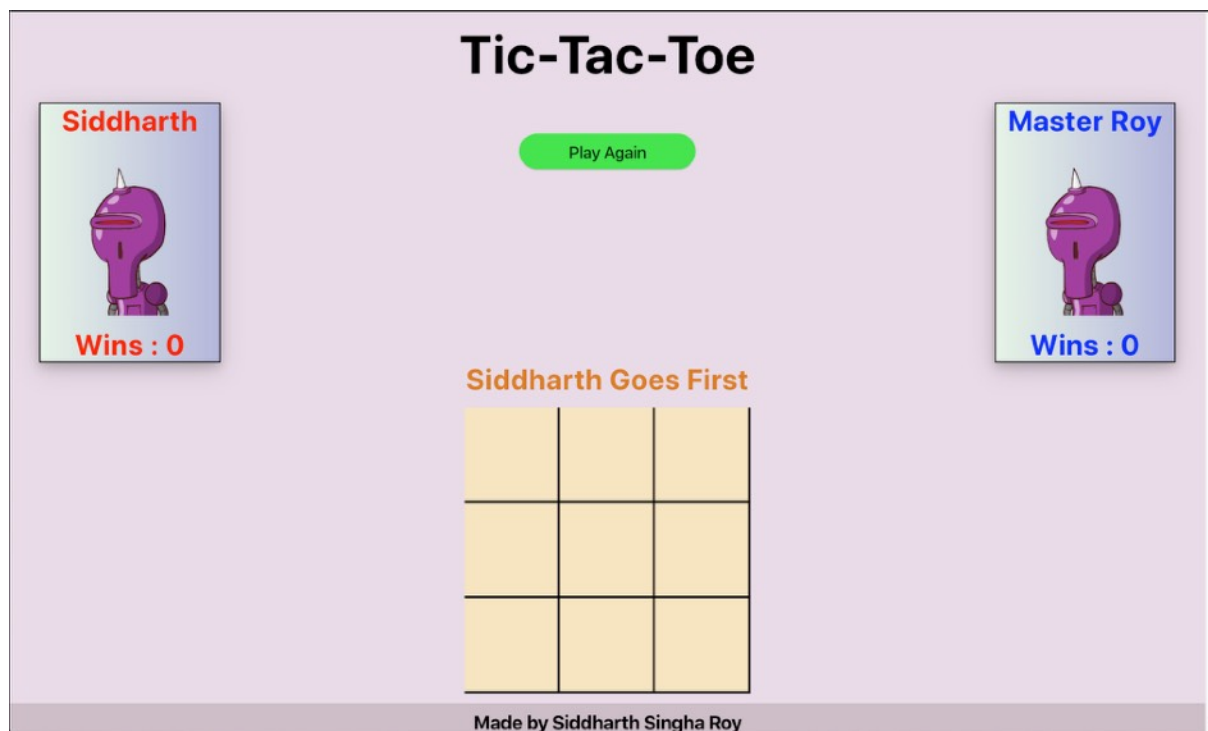 Tic-Tac-Toe
Siddharth
Master Roy
Play Again
Wins : 0
Wins : 0
Siddharth Goes First
Made by Siddharth Singha Roy